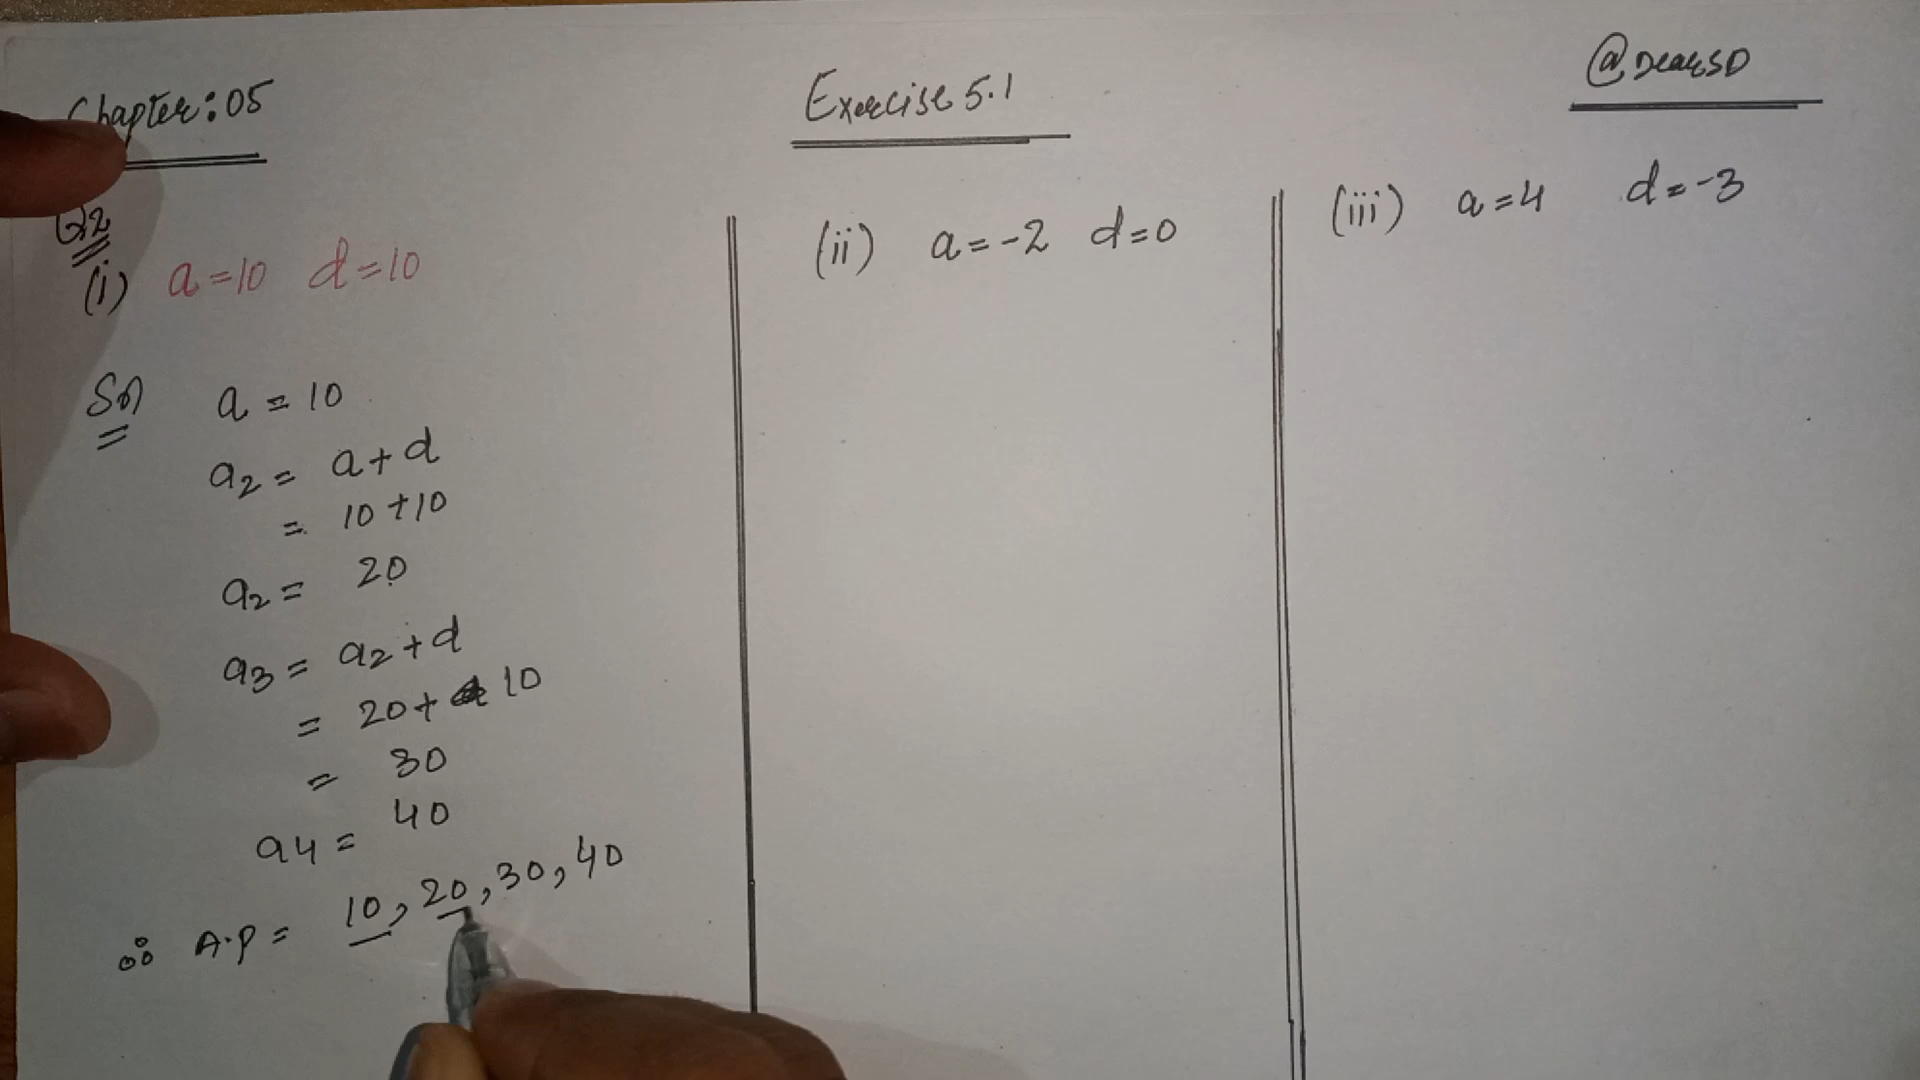 Chapter: 05
Exercise 5.1
@DearSD
Q2
(i) a=10 d=10
Sol a = 10
a2 = a+d
= 10+10
a2 = 20
a3 = a2+d
= 20+ 10
= 30
a4 = 40
∴ A.P = 10, 20, 30, 40
(ii) a=-2 d=0
(iii) a=4 d=-3